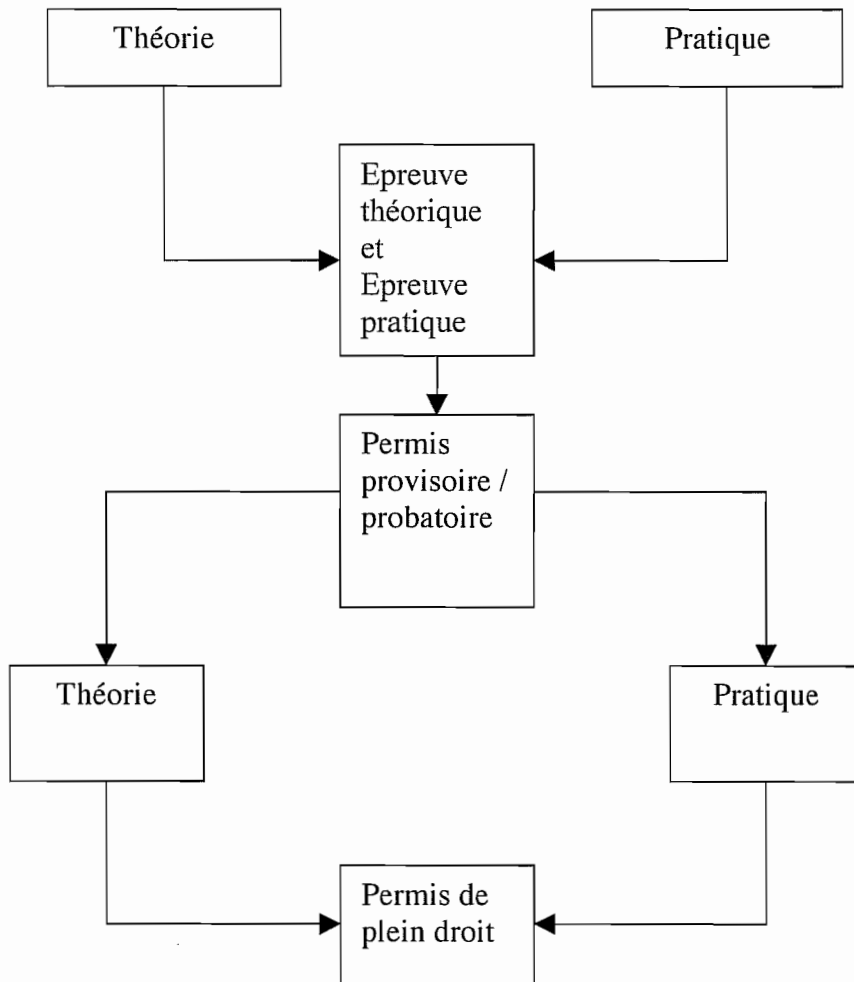 Théorie
Pratique
Epreuve
théorique
et
Epreuve
pratique
Permis
provisoire /
probatoire
Théorie
Pratique
Permis de
plein droit